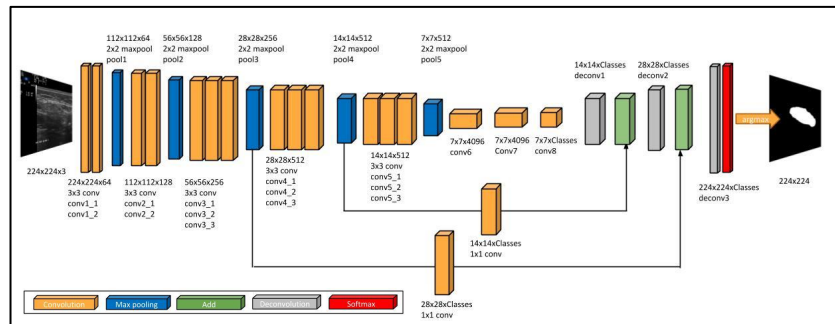 112x112x64
2x2 maxpool
pool1
56x56x128
2x2 maxpool
pool2
28x28x256
2x2 maxpool
pool3
14x14x512
2x2 maxpool
pool4
7x7x512
2x2 maxpool
pool5
14x14xClasses
deconv1
28x28xClasses
deconv2
224x224x3
224x224x64
3x3 conv
conv1_1
conv1_2
112x112x128
3x3 conv
conv2_1
conv2_2
56x56x256
3x3 conv
conv3_1
conv3_2
conv3_3
28x28x512
3x3 conv
conv4_1
conv4_2
conv4_3
14x14x512
3x3 conv
conv5_1
conv5_2
conv5_3
7x7x4096
conv6
7x7x4096
Conv7
7x7xClasses
conv8
argmax
224x224xClasses
deconv3
224x224
14x14xClasses
1x1 conv
28x28xClasses
1x1 conv
Convolution
Max pooling
Add
Deconvolution
Softmax